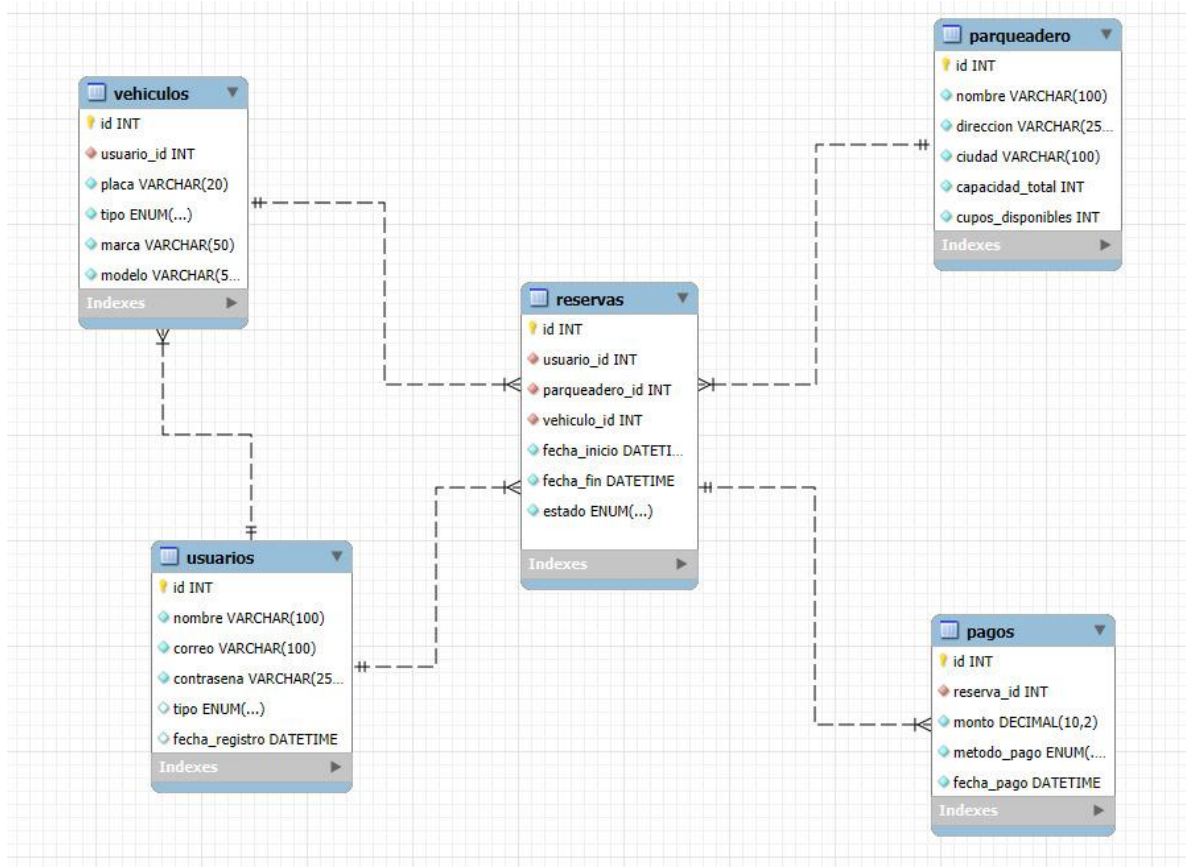 vehiculos
id INT
usuario_id INT
placa VARCHAR(20)
tipo ENUM(...)
marca VARCHAR(50)
modelo VARCHAR(5...
Indexes
parqueadero
id INT
nombre VARCHAR(100)
direccion VARCHAR(25...
ciudad VARCHAR(100)
capacidad_total INT
cupos_disponibles INT
Indexes
reservas
id INT
usuario_id INT
parqueadero_id INT
vehiculo_id INT
fecha_inicio DATETI...
fecha_fin DATETIME
estado ENUM(...)
Indexes
usuarios
id INT
nombre VARCHAR(100)
correo VARCHAR(100)
contrasena VARCHAR(25...
tipo ENUM(...)
fecha_registro DATETIME
Indexes
pagos
id INT
reserva_id INT
monto DECIMAL(10,2)
metodo_pago ENUM(....
fecha_pago DATETIME
Indexes